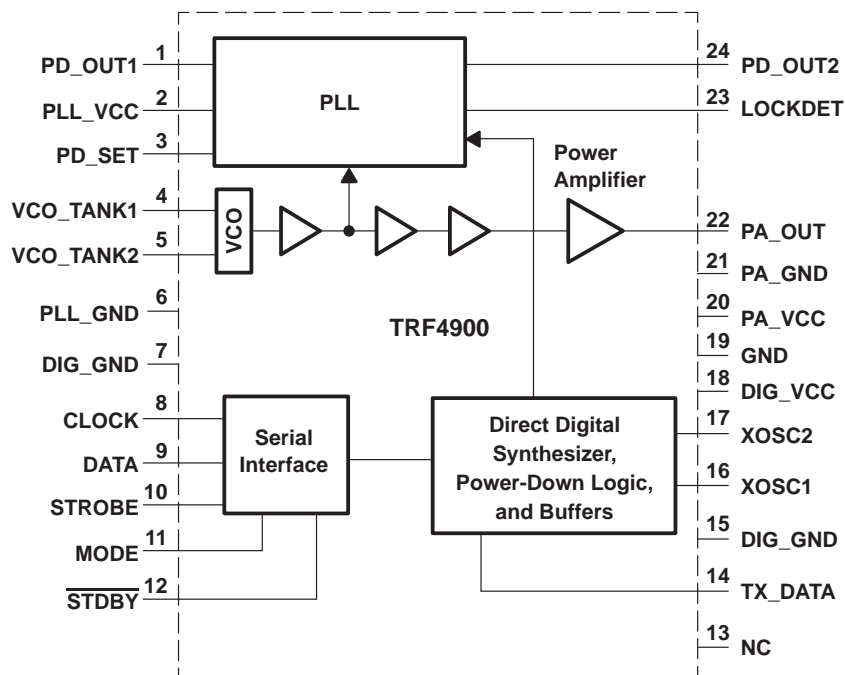 1 PD_OUT1
2 PLL_VCC
3 PD_SET
4 VCO_TANK1
5 VCO_TANK2
6 PLL_GND
7 DIG_GND
8 CLOCK
9 DATA
10 STROBE
11 MODE
12 STDBY
PLL
VCO
Power
Amplifier
TRF4900
Serial
Interface
Direct Digital
Synthesizer,
Power-Down Logic,
and Buffers
24 PD_OUT2
23 LOCKDET
22 PA_OUT
21 PA_GND
20 PA_VCC
19 GND
18 DIG_VCC
17 XOSC2
16 XOSC1
15 DIG_GND
14 TX_DATA
13 NC